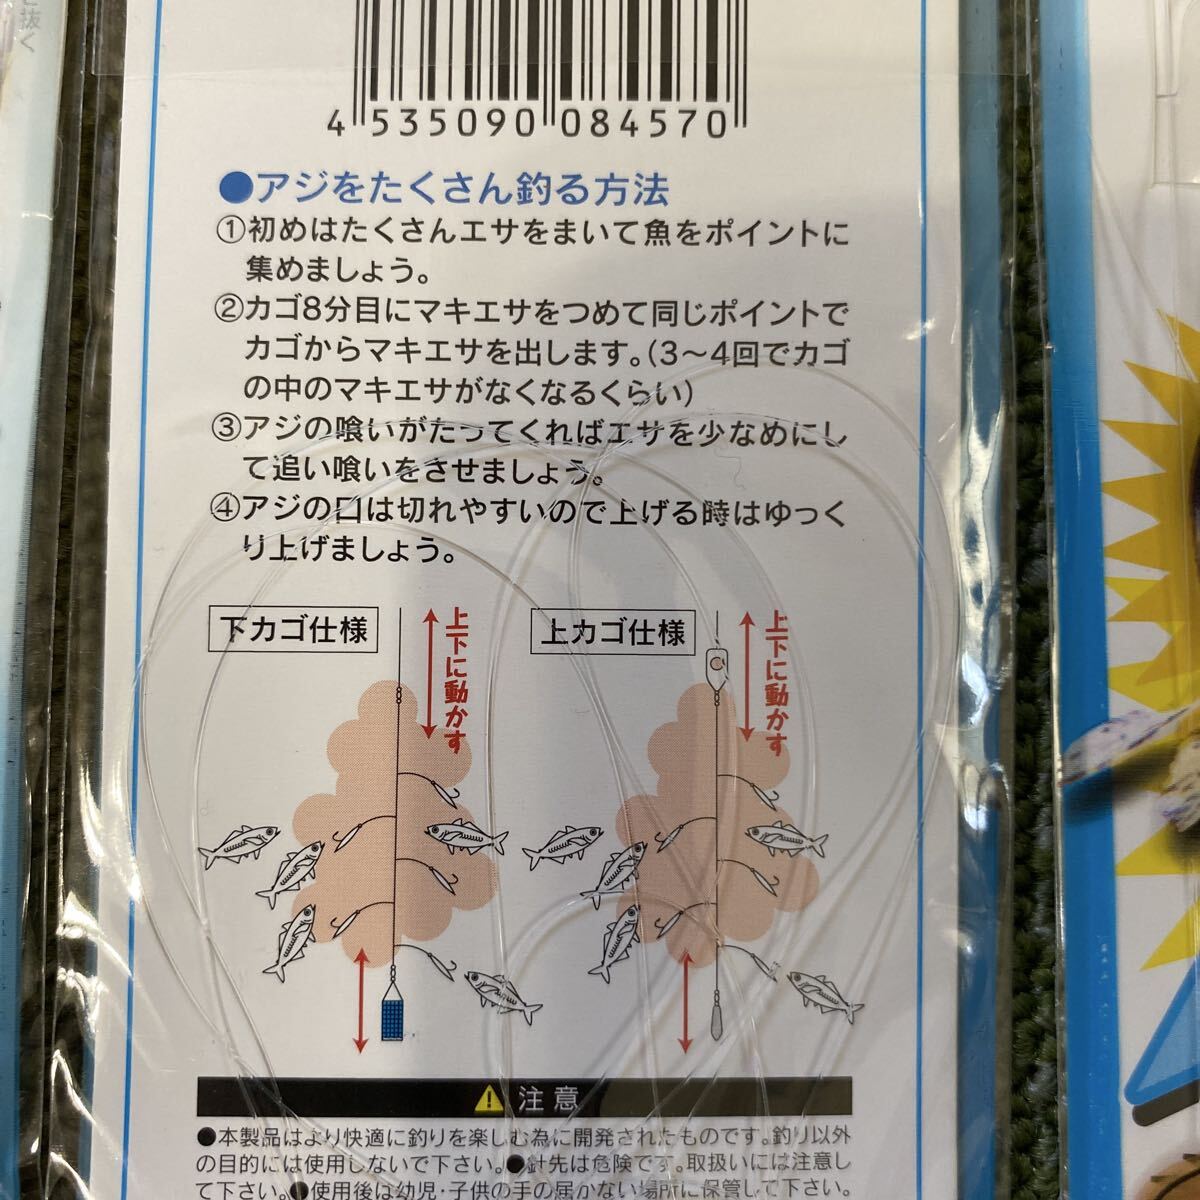 4 535090 084570
●アジをたくさん釣る方法
①初めはたくさんエサをまいて魚をポイントに
集めましょう。
②カゴ8分目にマキエサをつめて同じポイントで
カゴからマキエサを出します。(3〜4回でカゴ
の中のマキエサがなくなるくらい)
③アジの喰いがたってくればエサを少なめにし
て追い喰いをさせましょう。
④アジの口は切れやすいので上げる時はゆっく
り上げましょう。
下カゴ仕様
上下に動かす
上カゴ仕様
上下に動かす
注意
●本製品はより快適に釣りを楽しむ為に開発されたものです。釣り以外
の目的には使用しないで下さい。●針先は危険です。取扱いには注意し
て下さい。●使用後は幼児・子供の手の届かない場所に保管して下さい。